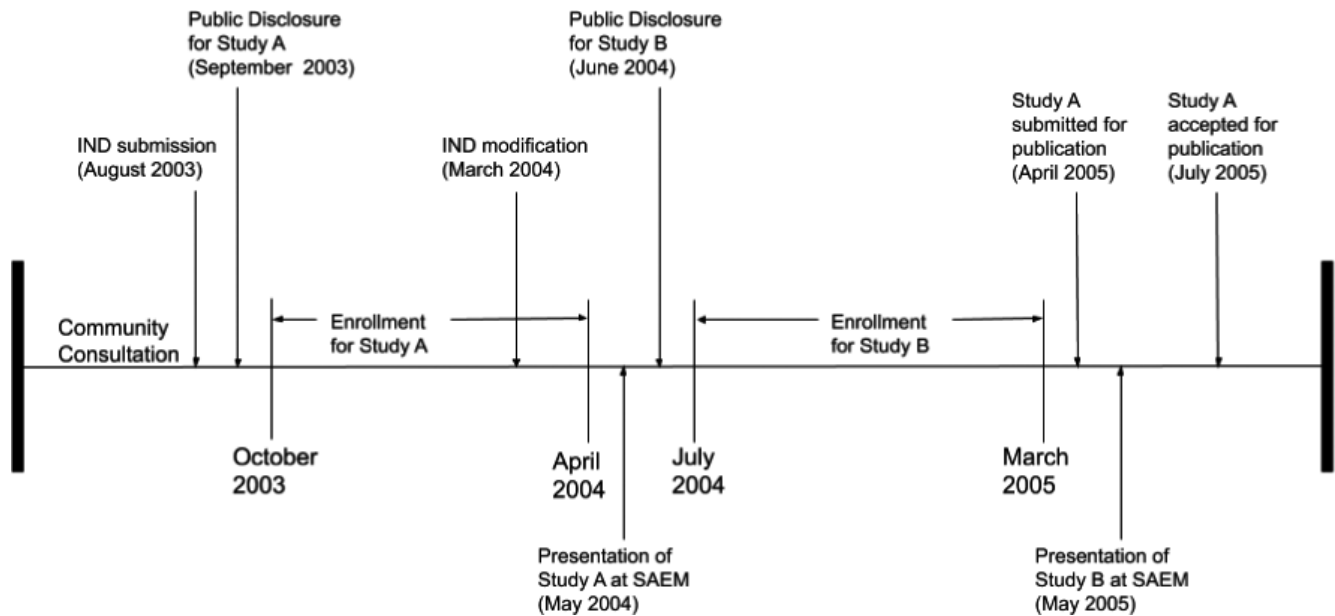 Public Disclosure
for Study A
(September 2003)
Public Disclosure
for Study B
(June 2004)
Study A
submitted for
publication
(April 2005)
Study A
accepted for
publication
(July 2005)
IND submission
(August 2003)
IND modification
(March 2004)
Community
Consultation
Enrollment
for Study A
Enrollment
for Study B
October
2003
April
2004
July
2004
March
2005
Presentation of
Study A at SAEM
(May 2004)
Presentation of
Study B at SAEM
(May 2005)